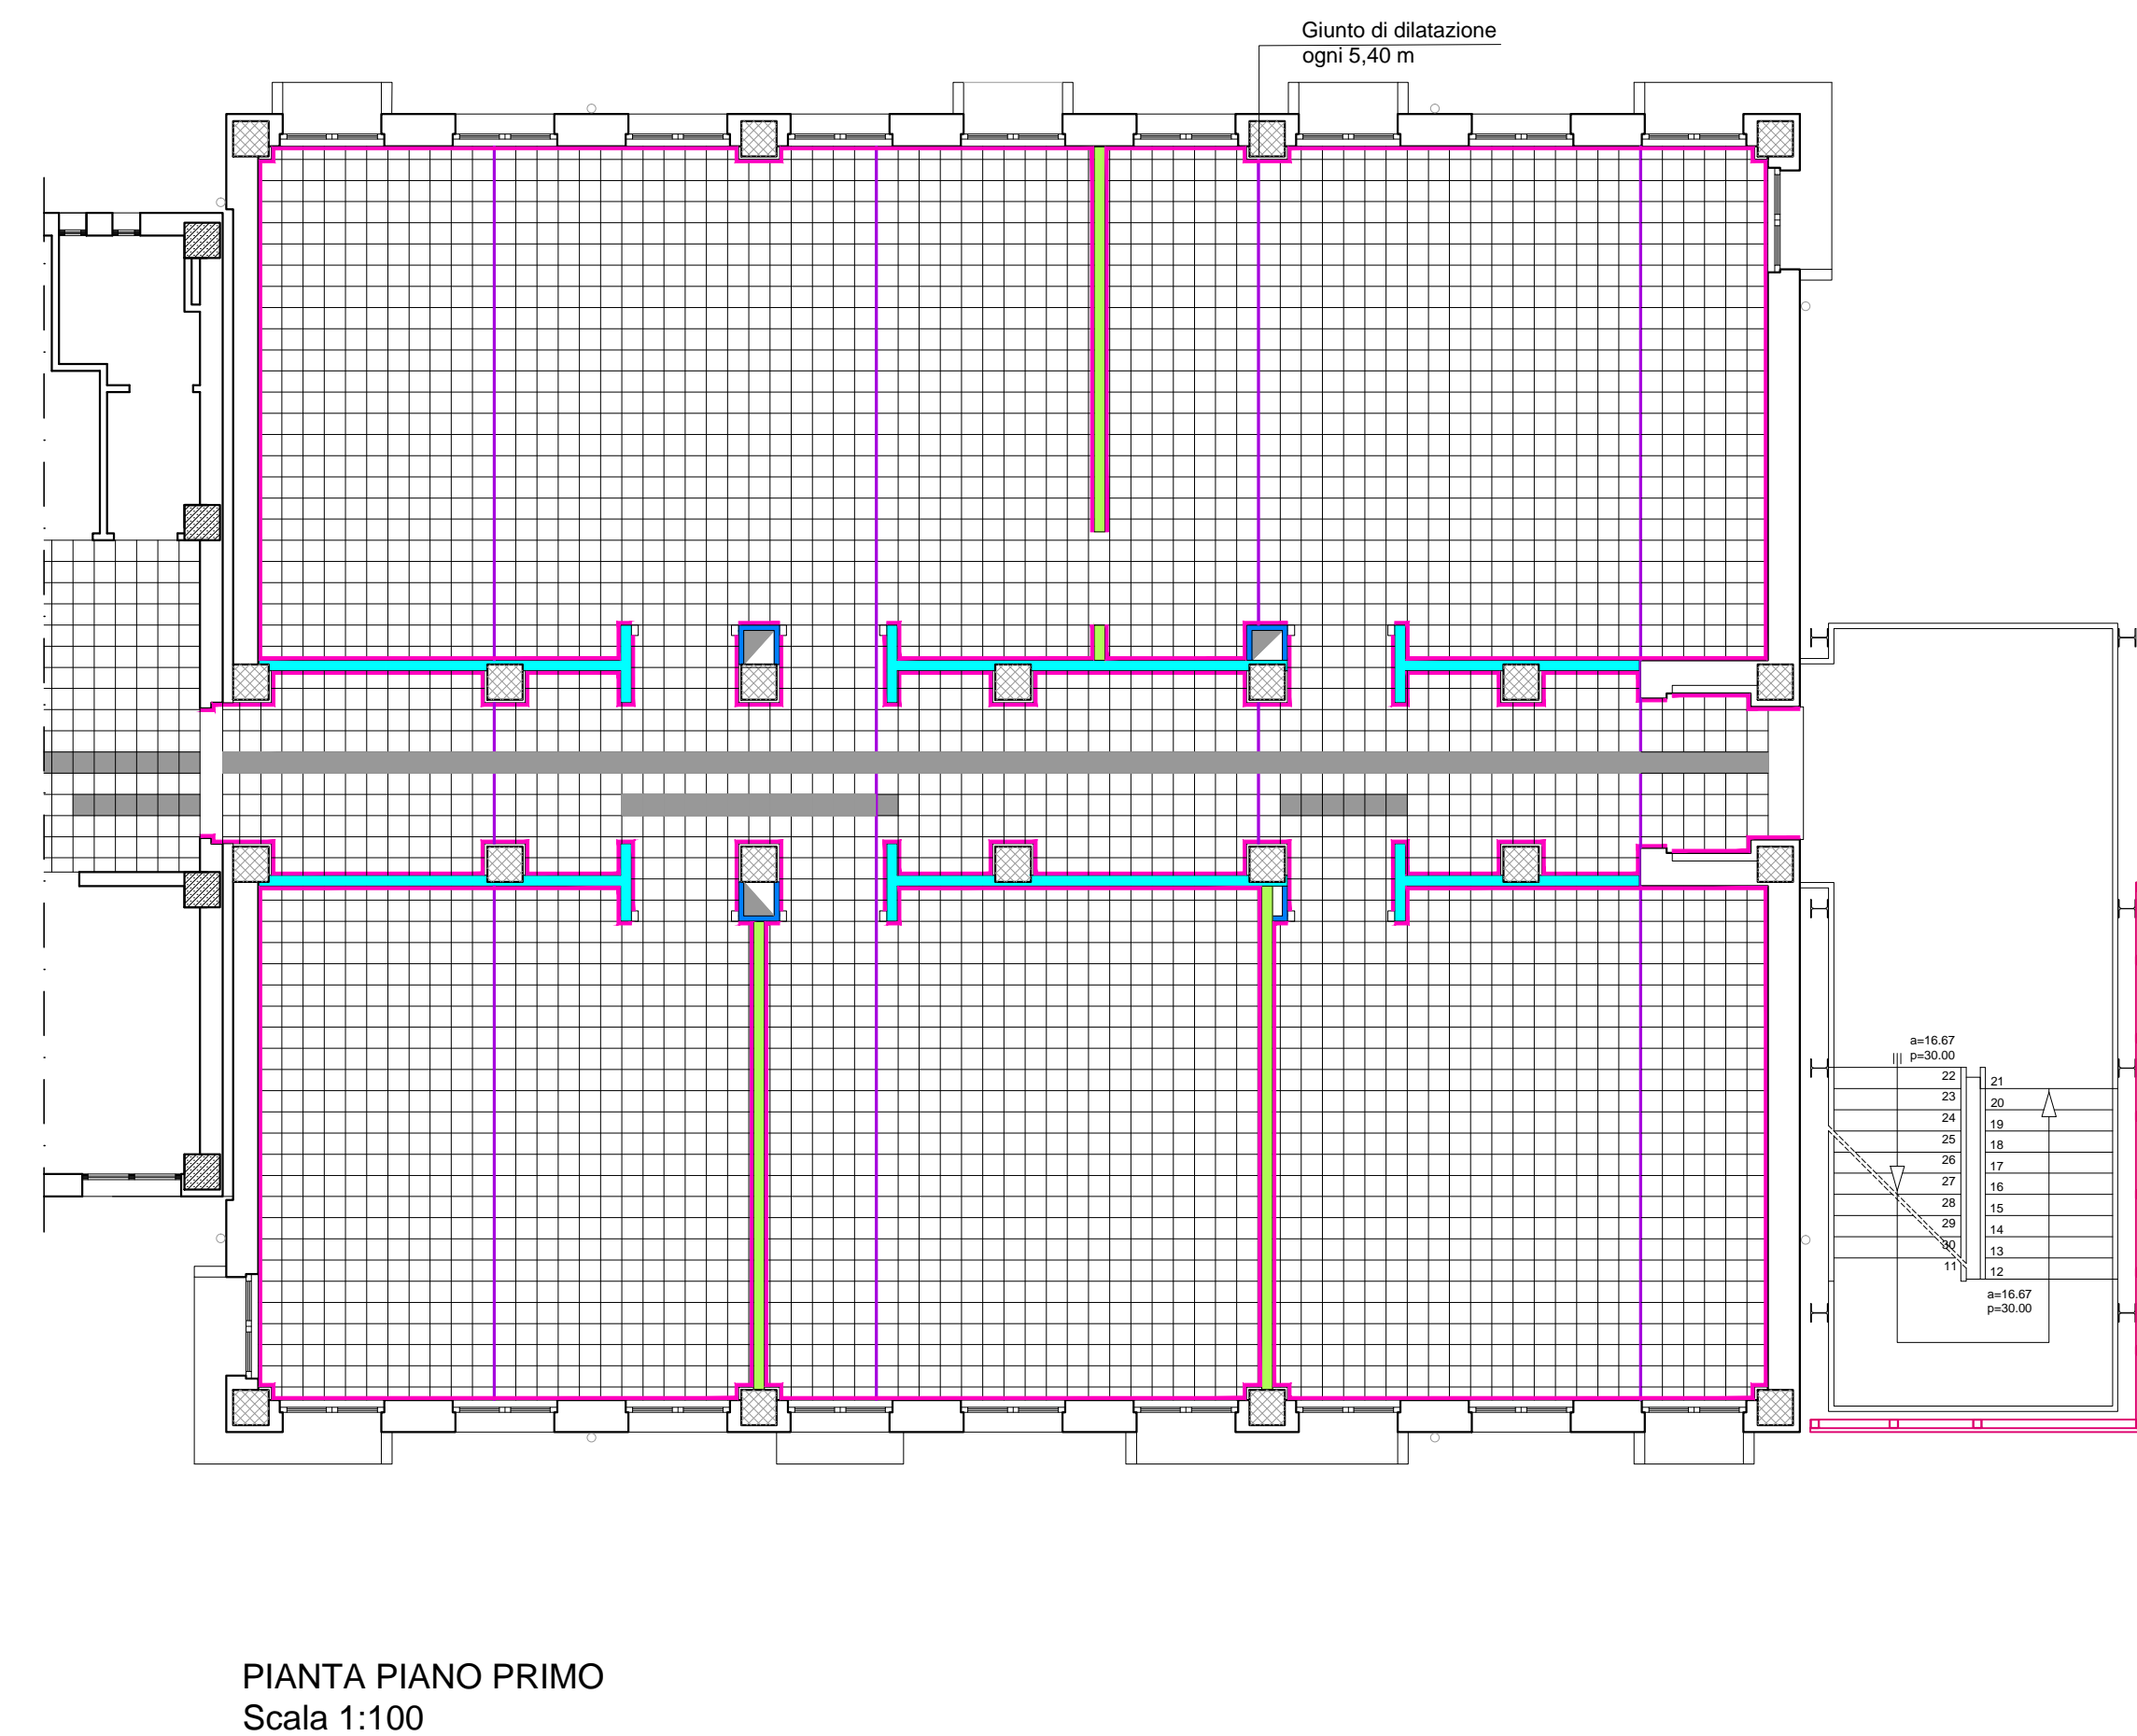 Giunto di dilatazione
ogni 5,40 m
a=16.67
p=30.00
22
21
23
20
24
19
25
18
26
17
27
16
28
15
29
14
30
13
11
12
a=16.67
p=30.00
PIANTA PIANO PRIMO
Scala 1:100